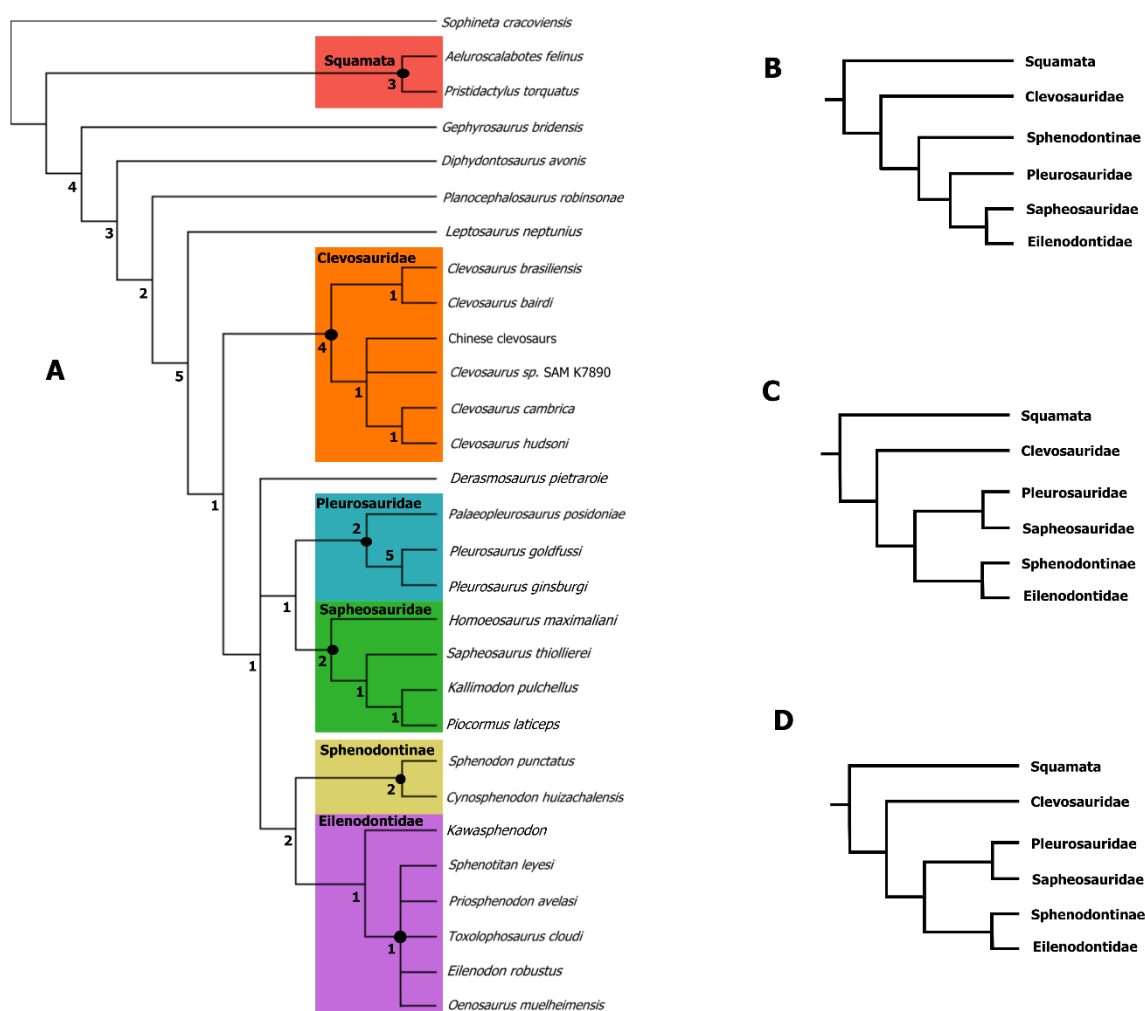 Sophineta cracoviensis
Squamata
Aeluroscalabotes felinus
3
Pristidactylus torquatus
Gephyrosaurus bridensis
4
Diphydontosaurus avonis
3
Planocephalosaurus robinsonae
2
Leptosaurus neptunius
5
A
Clevosauridae
Clevosaurus brasiliensis
1
Clevosaurus bairdi
4
Chinese clevosaurs
1
Clevosaurus sp. SAM K7890
Clevosaurus cambrica
1
Clevosaurus hudsoni
1
Derasmosaurus pietraroie
Pleurosauridae
Palaeopleurosaurus posidoniae
2
5
Pleurosaurus goldfussi
Pleurosaurus ginsburgi
1
Sapheosauridae
Homoeosaurus maximaliani
2
1
Sapheosaurus thiollierei
1
Kallimodon pulchellus
1
Piocormus laticeps
Sphenodontinae
Sphenodon punctatus
2
Cynosphenodon huizachalensis
2
Eilenodontidae
Kawasphenodon
1
Sphenotitan leyesi
Priosphenodon avelasi
1
Toxolophosaurus cloudi
Eilenodon robustus
Oenosaurus muelheimensis
B
Squamata
Clevosauridae
Sphenodontinae
Pleurosauridae
Sapheosauridae
Eilenodontidae
C
Squamata
Clevosauridae
Pleurosauridae
Sapheosauridae
Sphenodontinae
Eilenodontidae
D
Squamata
Clevosauridae
Pleurosauridae
Sapheosauridae
Sphenodontinae
Eilenodontidae